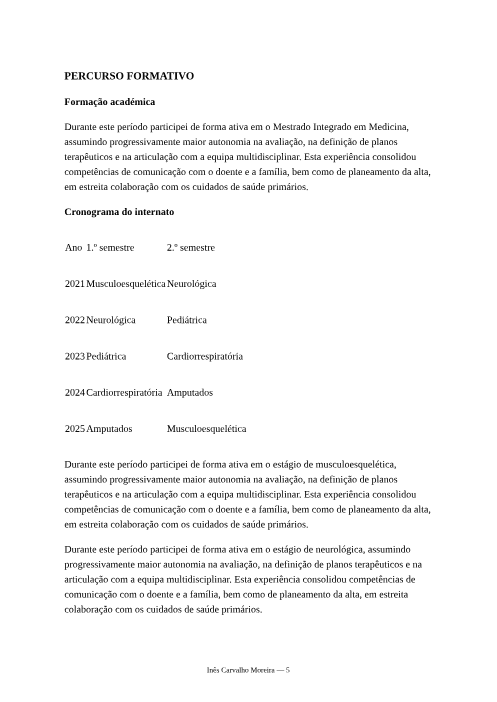 PERCURSO FORMATIVO
Formação académica
Durante este período participei de forma ativa em o Mestrado Integrado em Medicina,
assumindo progressivamente maior autonomia na avaliação, na definição de planos
terapêuticos e na articulação com a equipa multidisciplinar. Esta experiência consolidou
competências de comunicação com o doente e a família, bem como de planeamento da alta,
em estreita colaboração com os cuidados de saúde primários.
Cronograma do internato
Ano 1.º semestre 2.º semestre
2021 Musculoesquelética Neurológica
2022 Neurológica Pediátrica
2023 Pediátrica Cardiorrespiratória
2024 Cardiorrespiratória Amputados
2025 Amputados Musculoesquelética
Durante este período participei de forma ativa em o estágio de musculoesquelética,
assumindo progressivamente maior autonomia na avaliação, na definição de planos
terapêuticos e na articulação com a equipa multidisciplinar. Esta experiência consolidou
competências de comunicação com o doente e a família, bem como de planeamento da alta,
em estreita colaboração com os cuidados de saúde primários.
Durante este período participei de forma ativa em o estágio de neurológica, assumindo
progressivamente maior autonomia na avaliação, na definição de planos terapêuticos e na
articulação com a equipa multidisciplinar. Esta experiência consolidou competências de
comunicação com o doente e a família, bem como de planeamento da alta, em estreita
colaboração com os cuidados de saúde primários.
Inês Carvalho Moreira — 5